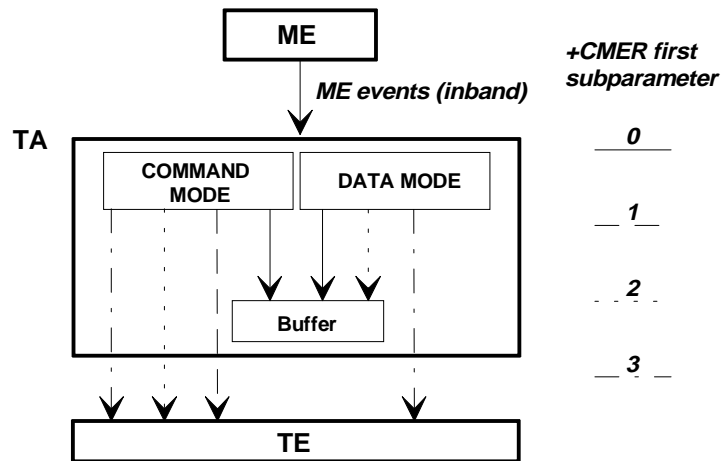 ME
+CMER first
subparameter
ME events (inband)
TA
COMMAND
MODE
DATA MODE
Buffer
TE
0
1
2
3